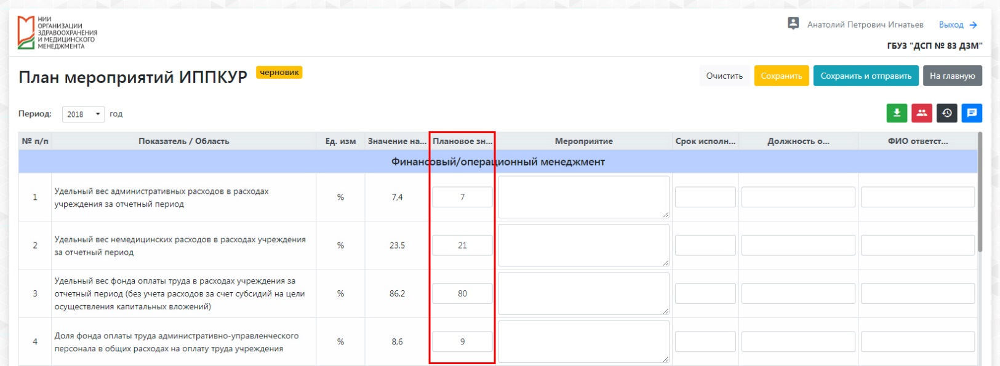 НИИ
ОРГАНИЗАЦИИ
ЗДРАВООХРАНЕНИЯ
И МЕДИЦИНСКОГО
МЕНЕДЖМЕНТА
Анатолий Петрович Игнатьев Выход
ГБУЗ "ДСП № 83 ДЗМ"
План мероприятий ИППКУР черновик
Очистить Сохранить Сохранить и отправить На главную
Период: 2018 год
№ п/п Показатель / Область Ед. изм Значение на... Плановое зн... Мероприятие Срок исполн... Должность о... ФИО ответст...
Финансовый/операционный менеджмент
1 Удельный вес административных расходов в расходах
учреждения за отчетный период % 7,4 7
2 Удельный вес немедицинских расходов в расходах учреждения
за отчетный период % 23,5 21
3 Удельный вес фонда оплаты труда в расходах учреждения за
отчетный период (без учета расходов за счет субсидий на цели
осуществления капитальных вложений) % 86,2 80
4 Доля фонда оплаты труда административно-управленческого
персонала в общих расходах на оплату труда учреждения % 8,6 9